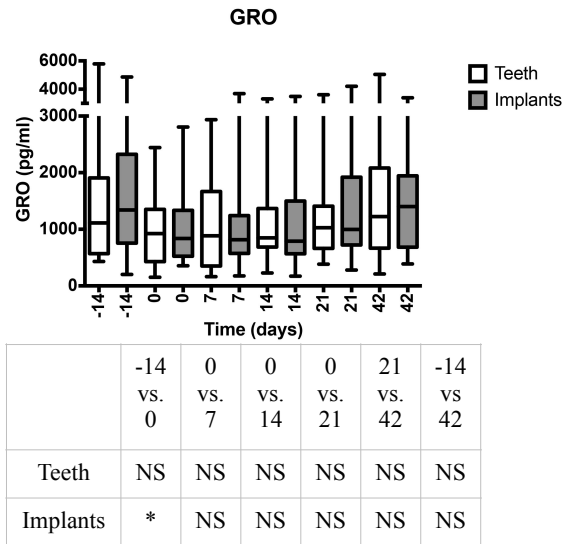 GRO
Teeth
Implants
6000
4000
3000
2000
1000
0
GRO (pg/ml)
-14 -14 0 0 7 7 14 14 21 21 42 42
Time (days)
-14 vs. 0 0 vs. 7 0 vs. 14 0 vs. 21 21 vs. 42 -14 vs 42
Teeth NS NS NS NS NS NS
Implants * NS NS NS NS NS